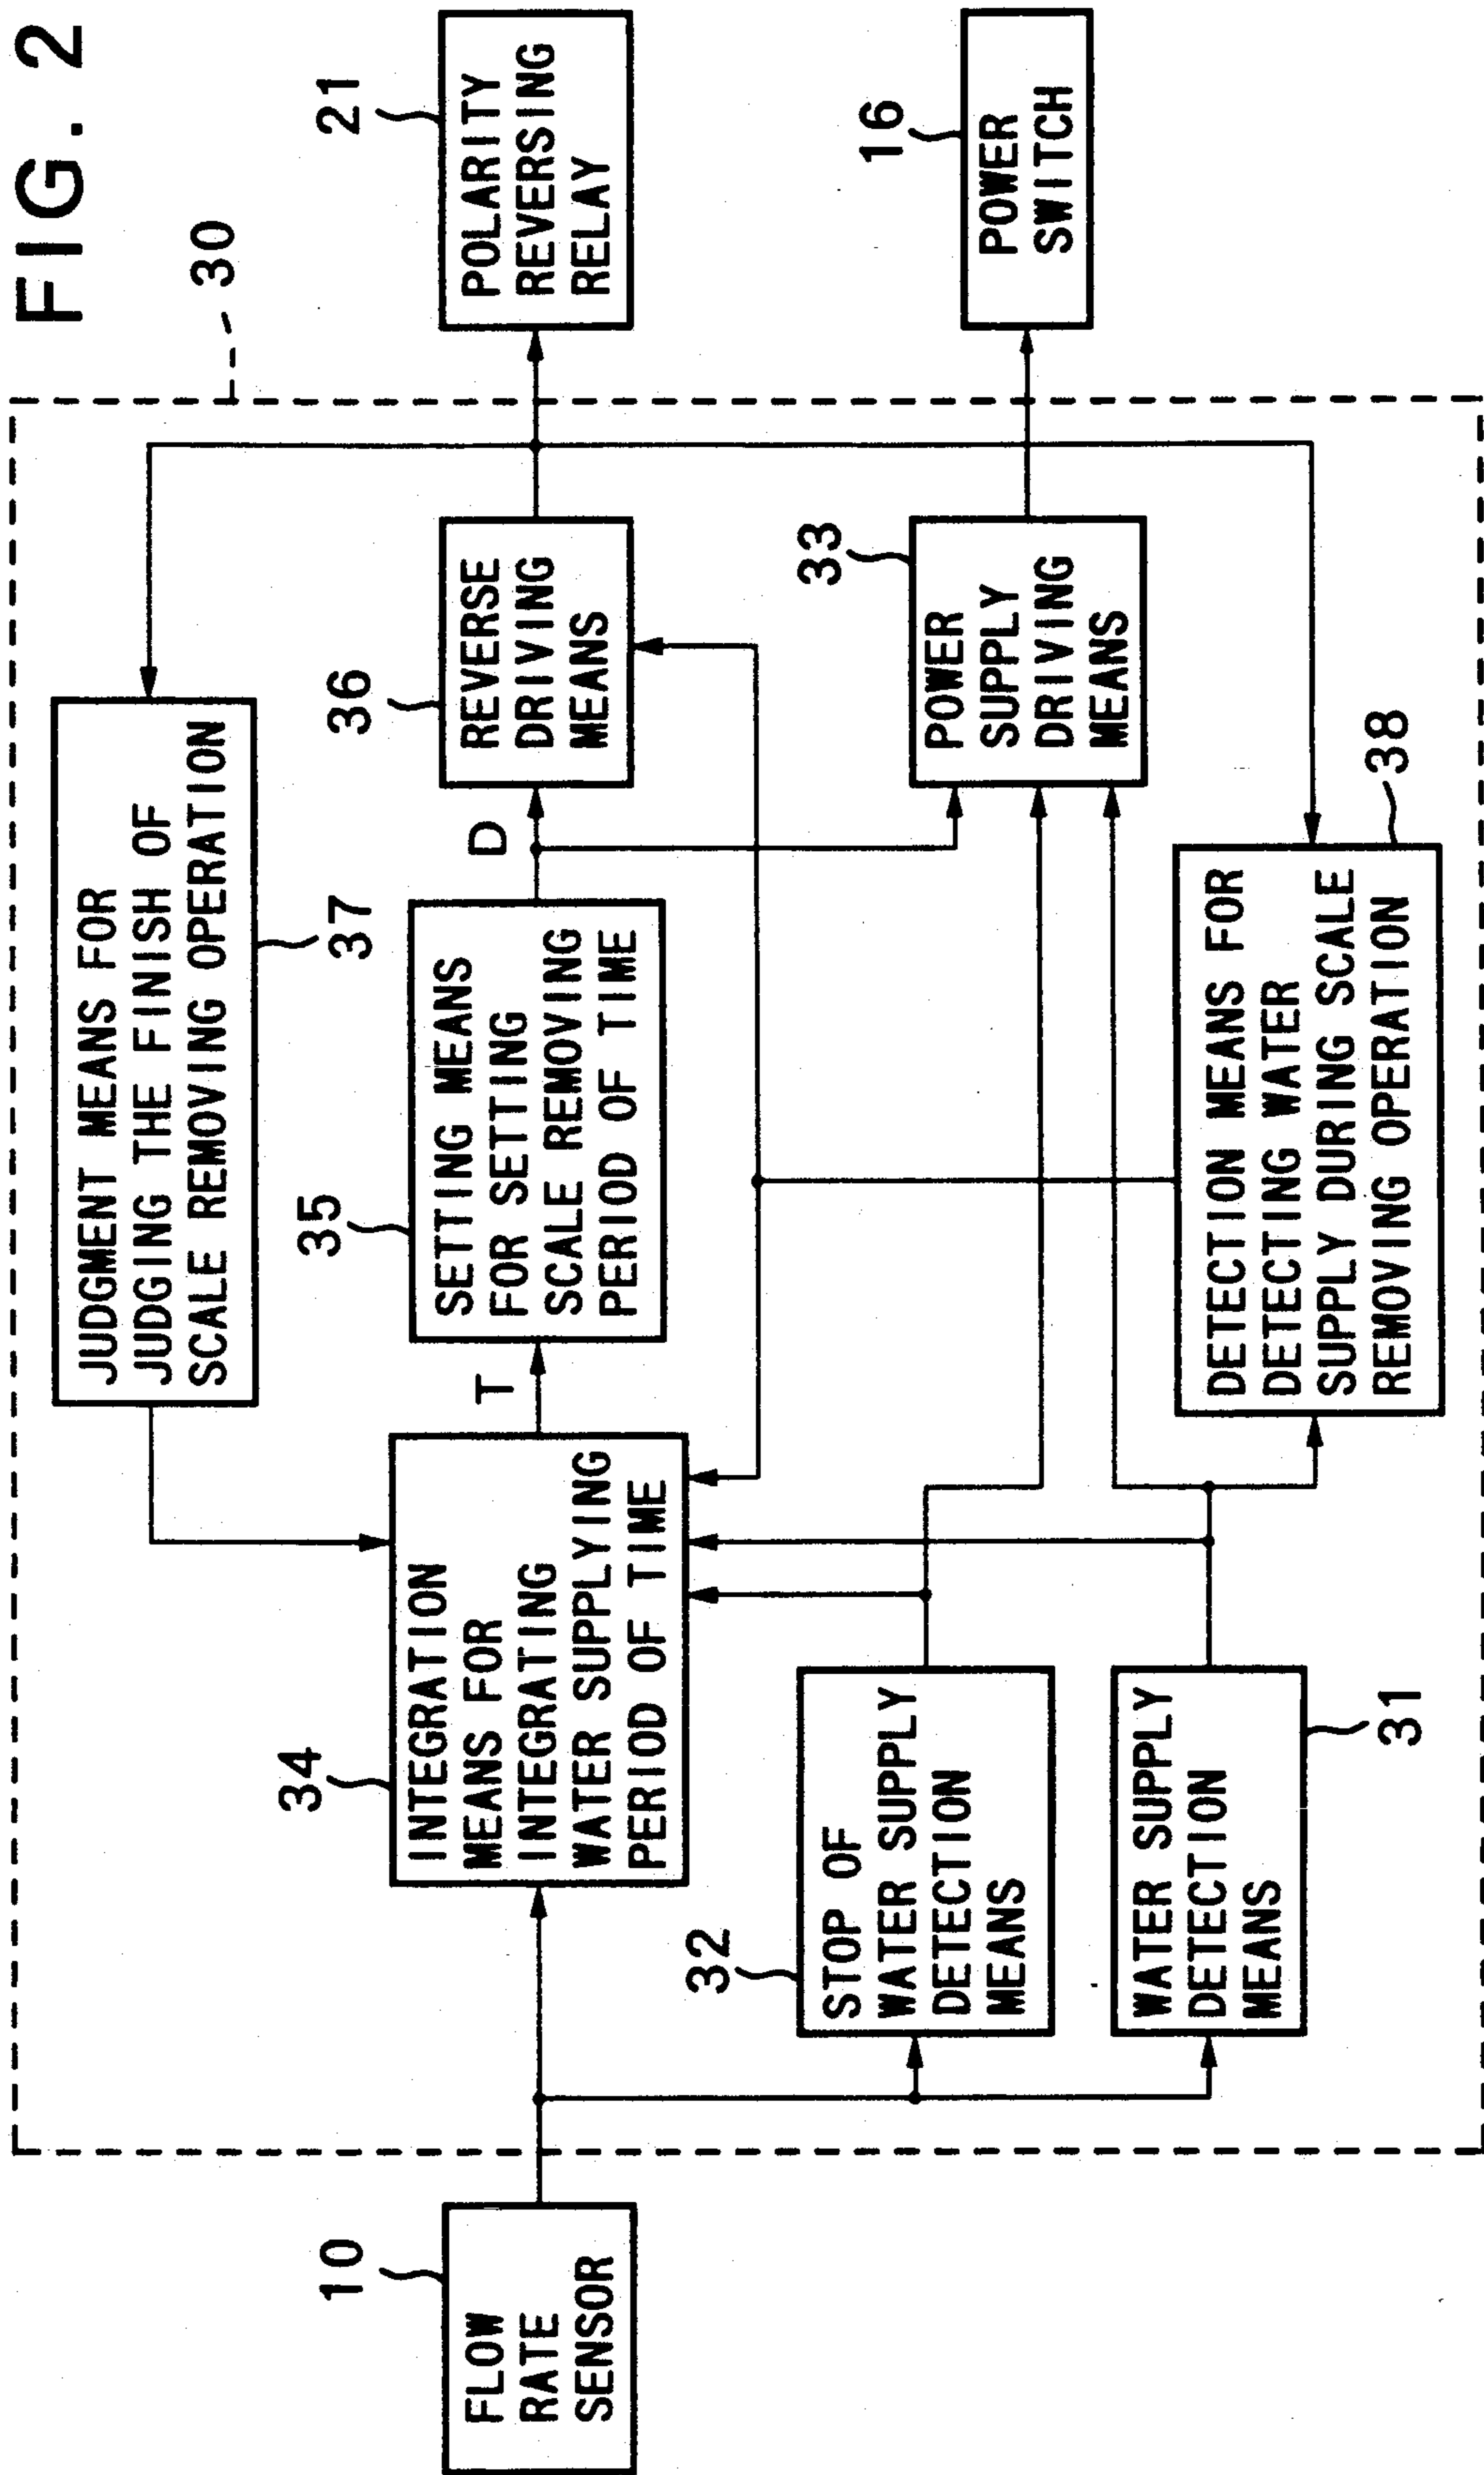 FIG. 2
30
10
FLOW
RATE
SENSOR
34
INTEGRATION
MEANS FOR
INTEGRATING
WATER SUPPLYING
PERIOD OF TIME
T
35
SETTING MEANS
FOR SETTING
SCALE REMOVING
PERIOD OF TIME
D
36
REVERSE
DRIVING
MEANS
21
POLARITY
REVERSING
RELAY
JUDGMENT MEANS FOR
JUDGING THE FINISH OF
SCALE REMOVING OPERATION
37
32
STOP OF
WATER SUPPLY
DETECTION
MEANS
33
POWER
SUPPLY
DRIVING
MEANS
16
POWER
SWITCH
WATER SUPPLY
DETECTION
MEANS
31
DETECTION MEANS FOR
DETECTING WATER
SUPPLY DURING SCALE
REMOVING OPERATION
38